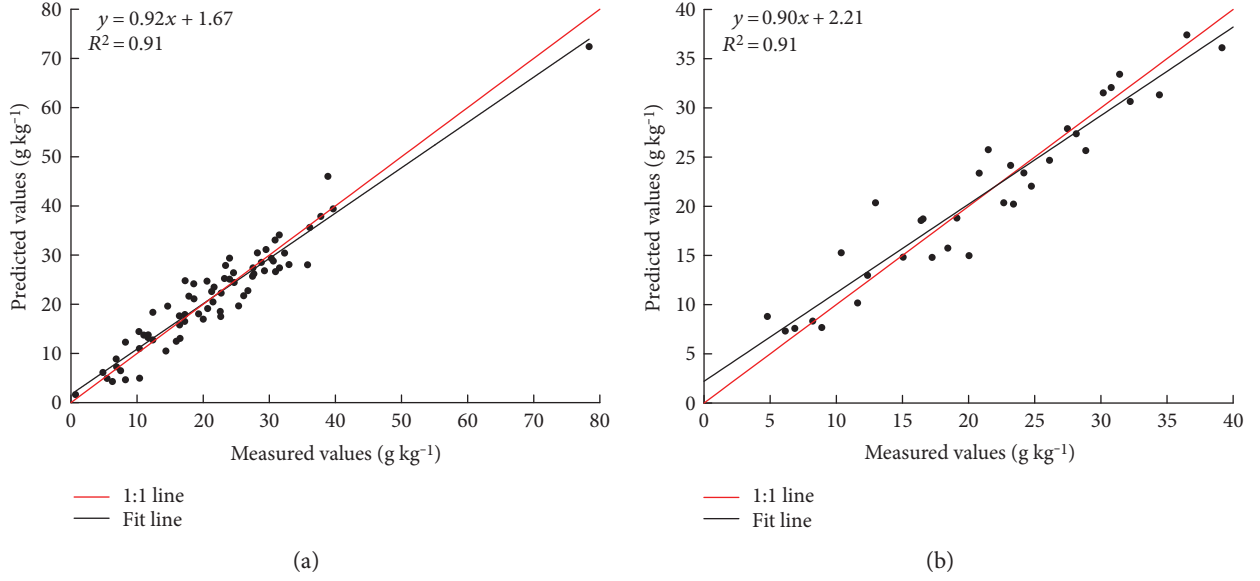 y = 0.92x + 1.67
R² = 0.91
80
70
60
50
40
30
20
10
0
Predicted values (g kg⁻¹)
0 10 20 30 40 50 60 70 80
Measured values (g kg⁻¹)
1:1 line
Fit line
(a)
y = 0.90x + 2.21
R² = 0.91
40
35
30
25
20
15
10
5
0
Predicted values (g kg⁻¹)
0 5 10 15 20 25 30 35 40
Measured values (g kg⁻¹)
1:1 line
Fit line
(b)